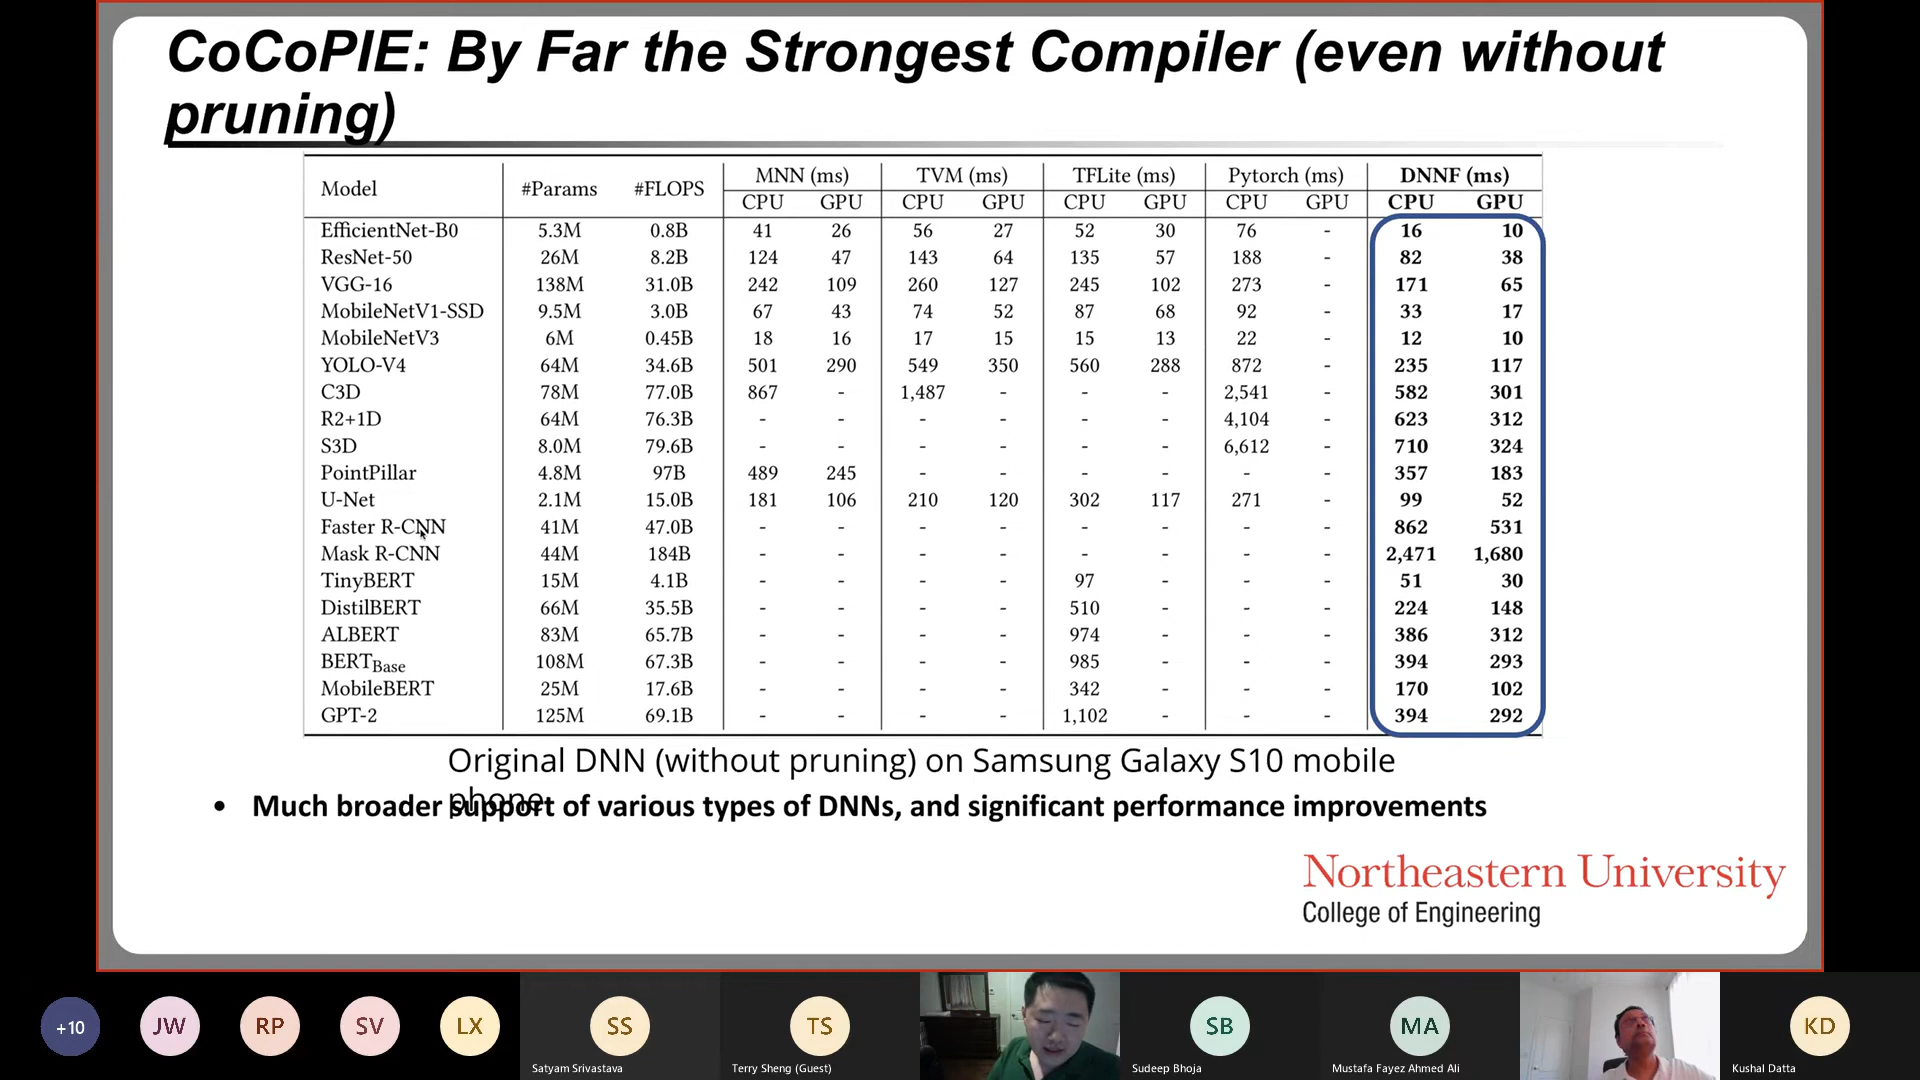 CoCoPIE: By Far the Strongest Compiler (even without
pruning)
Model #Params #FLOPS MNN (ms) TVM (ms) TFLite (ms) Pytorch (ms) DNNF (ms)
CPU GPU CPU GPU CPU GPU CPU GPU CPU GPU
EfficientNet-B0 5.3M 0.8B 41 26 56 27 52 30 76 - 16 10
ResNet-50 26M 8.2B 124 47 143 64 135 57 188 - 82 38
VGG-16 138M 31.0B 242 109 260 127 245 102 273 - 171 65
MobileNetV1-SSD 9.5M 3.0B 67 43 74 52 87 68 92 - 33 17
MobileNetV3 6M 0.45B 18 16 17 15 15 13 22 - 12 10
YOLO-V4 64M 34.6B 501 290 549 350 560 288 872 - 235 117
C3D 78M 77.0B 867 - 1,487 - - - 2,541 - 582 301
R2+1D 64M 76.3B - - - - - - 4,104 - 623 312
S3D 8.0M 79.6B - - - - - - 6,612 - 710 324
PointPillar 4.8M 97B 489 245 - - - - - - 357 183
U-Net 2.1M 15.0B 181 106 210 120 302 117 271 - 99 52
Faster R-CNN 41M 47.0B - - - - - - - - 862 531
Mask R-CNN 44M 184B - - - - - - - - 2,471 1,680
TinyBERT 15M 4.1B - - - - 97 - - - 51 30
DistilBERT 66M 35.5B - - - - 510 - - - 224 148
ALBERT 83M 65.7B - - - - 974 - - - 386 312
BERTBase 108M 67.3B - - - - 985 - - - 394 293
MobileBERT 25M 17.6B - - - - 342 - - - 170 102
GPT-2 125M 69.1B - - - - 1,102 - - - 394 292
Original DNN (without pruning) on Samsung Galaxy S10 mobile
phone
• Much broader support of various types of DNNs, and significant performance improvements
Northeastern University
College of Engineering
+10 JW RP SV LX SS TS SB MA KD
Satyam Srivastava Terry Sheng (Guest) Sudeep Bhoja Mustafa Fayez Ahmed Ali Kushal Datta